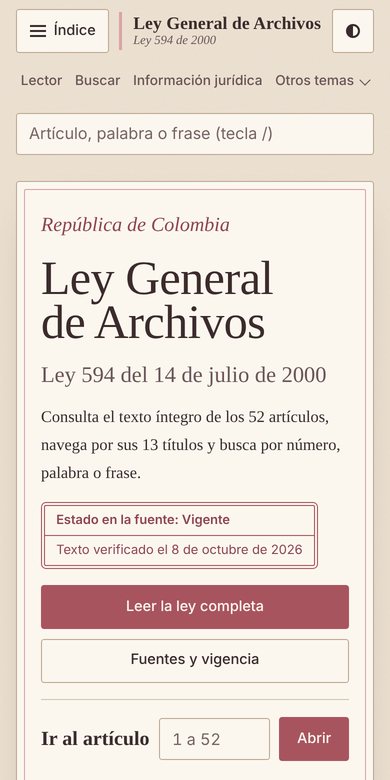 Índice
Ley General de Archivos
Ley 594 de 2000
Lector Buscar Información jurídica Otros temas
Artículo, palabra o frase (tecla /)
República de Colombia
Ley General
de Archivos
Ley 594 del 14 de julio de 2000
Consulta el texto íntegro de los 52 artículos,
navega por sus 13 títulos y busca por número,
palabra o frase.
Estado en la fuente: Vigente
Texto verificado el 8 de octubre de 2026
Leer la ley completa
Fuentes y vigencia
Ir al artículo 1 a 52 Abrir